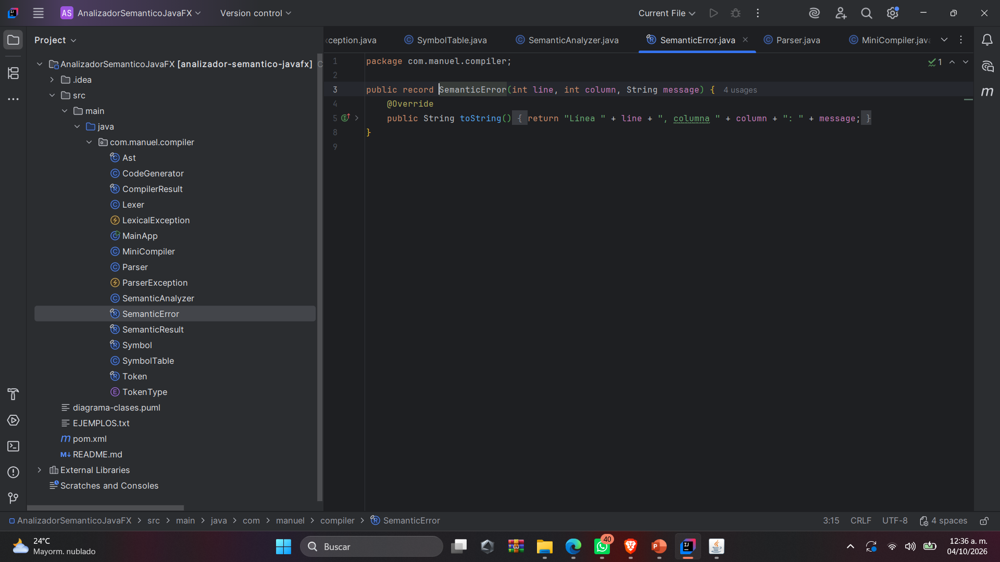 AS AnalizadorSemanticoJavaFX Version control Current File
Project
ception.java SymbolTable.java SemanticAnalyzer.java SemanticError.java Parser.java MiniCompiler.java
AnalizadorSemanticoJavaFX [analizador-semantico-javafx]
.idea
src
main
java
com.manuel.compiler
Ast
CodeGenerator
CompilerResult
Lexer
LexicalException
MainApp
MiniCompiler
Parser
ParserException
SemanticAnalyzer
SemanticError
SemanticResult
Symbol
SymbolTable
Token
TokenType
diagrama-clases.puml
EJEMPLOS.txt
pom.xml
README.md
External Libraries
Scratches and Consoles
1 package com.manuel.compiler;
2
3 public record SemanticError(int line, int column, String message) { 4 usages
4 @Override
5 public String toString() { return "Línea " + line + ", columna " + column + ": " + message; }
8 }
9
1
AnalizadorSemanticoJavaFX > src > main > java > com > manuel > compiler > SemanticError
3:15 CRLF UTF-8 4 spaces
24°C
Mayorm. nublado
Buscar
40
12:36 a. m.
04/10/2026